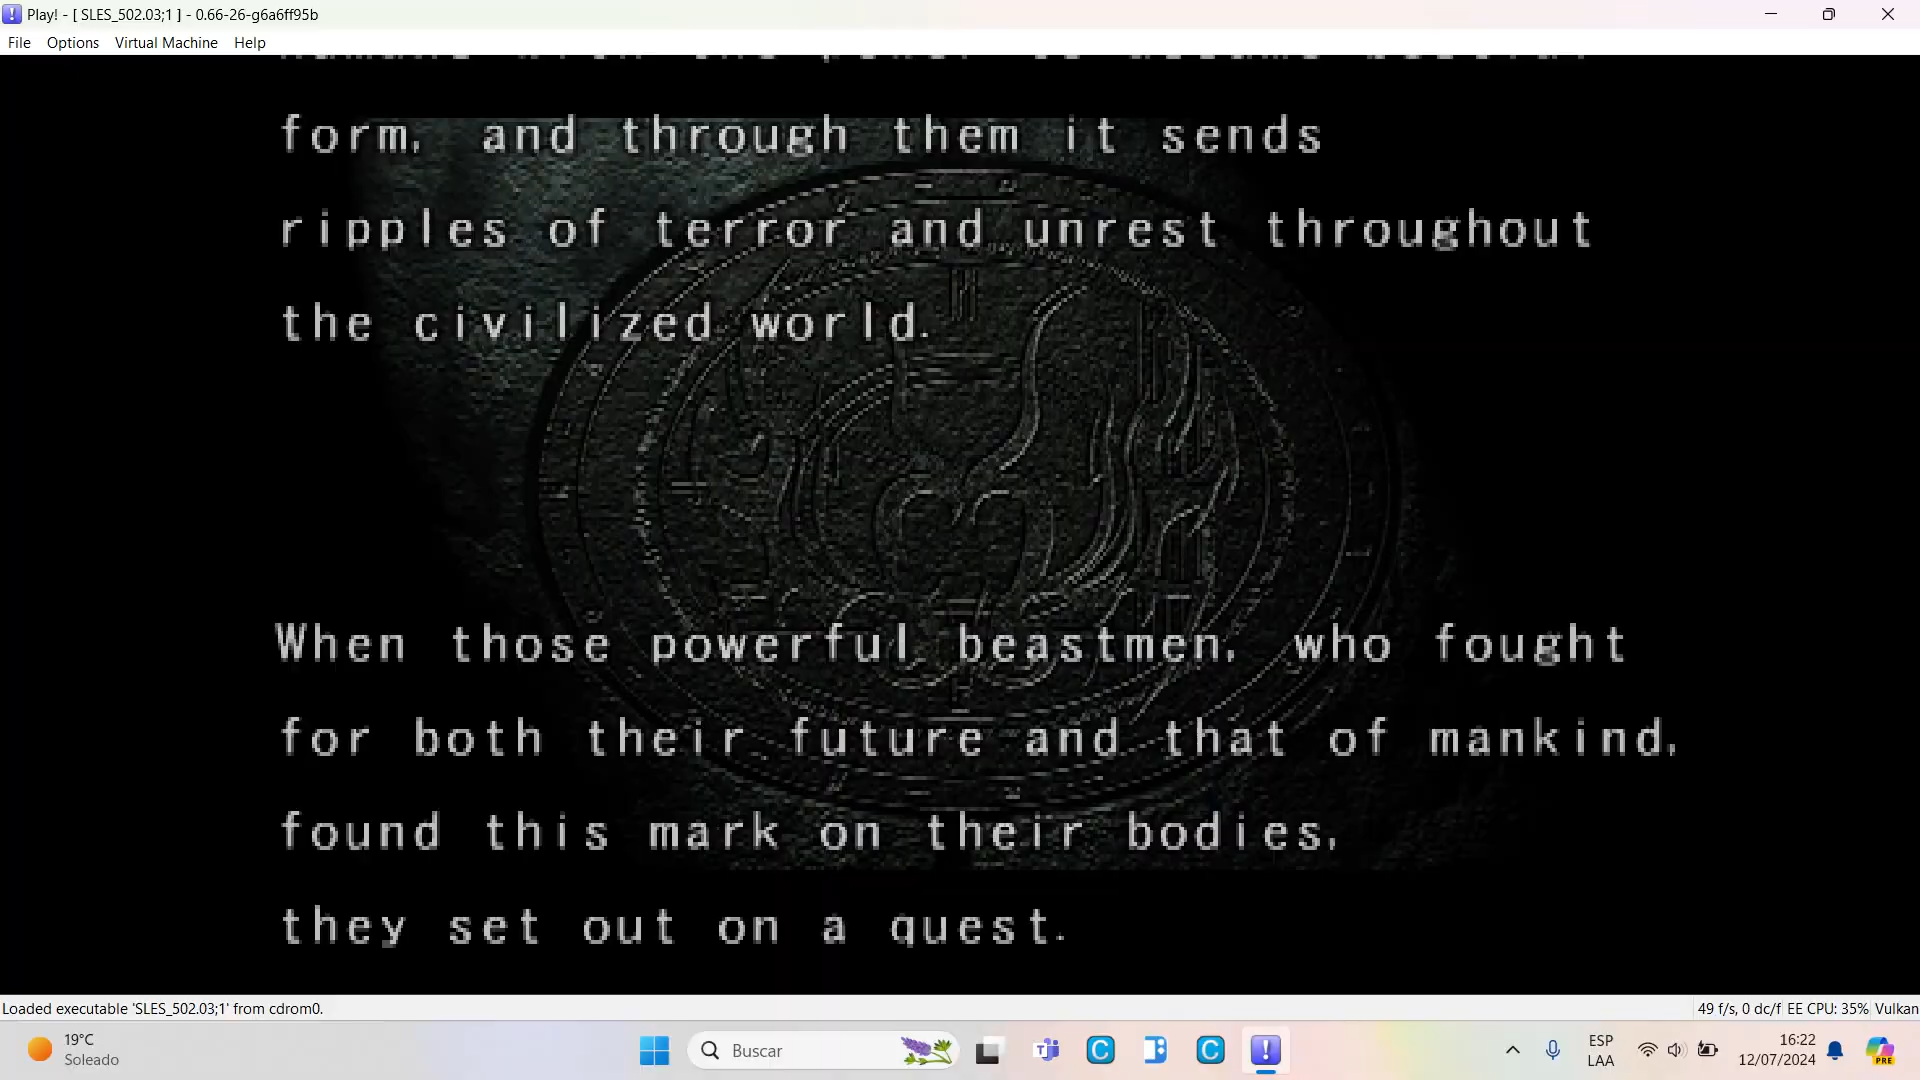 Play! - [ SLES_502.03;1 ] - 0.66-26-g6a6ff95b
File Options Virtual Machine Help
form, and through them it sends
ripples of terror and unrest throughout
the civilized world.
When those powerful beastmen, who fought
for both their future and that of mankind,
found this mark on their bodies,
they set out on a quest.
Loaded executable 'SLES_502.03;1' from cdrom0.
49 f/s, 0 dc/f EE CPU: 35% Vulkan
19°C
Soleado
Buscar
ESP
LAA
16:22
12/07/2024
PRE